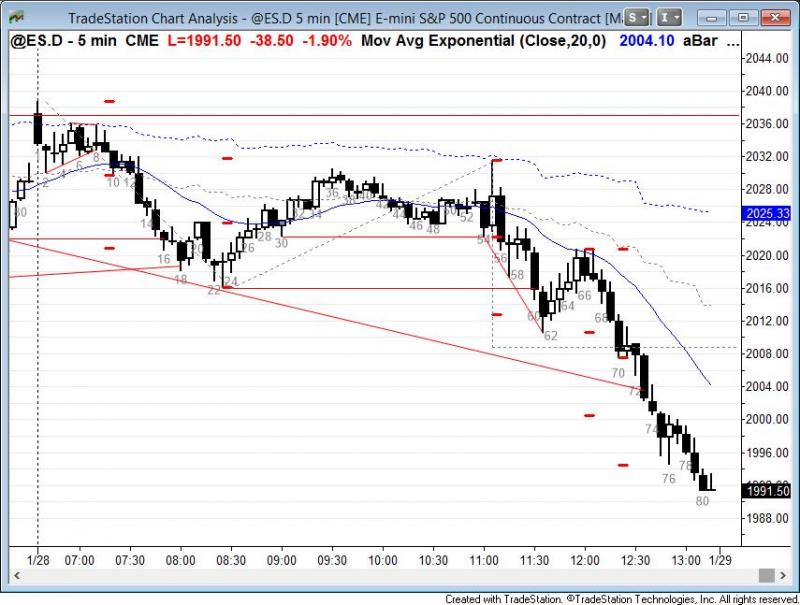 TradeStation Chart Analysis - @ES.D 5 min [CME] E-mini S&P 500 Continuous Contract [Ma
S I
@ES.D - 5 min CME L=1991.50 -38.50 -1.90% Mov Avg Exponential (Close,20,0) 2004.10 aBar ...
2044.00
2040.00
2036.00
2032.00
2028.00
2025.33
2024.00
2020.00
2016.00
2012.00
2008.00
2004.00
2000.00
1996.00
1991.50
1988.00
2 4 6 8 10 12 14 16 18 20 22 24 26 28 30 32 34 36
42 44 46 48 52 54 56 58 60 62 64 66 68 70 72 74 76 78 80
1/28 07:00 07:30 08:00 08:30 09:00 09:30 10:00 10:30 11:00 11:30 12:00 12:30 13:00 1/29
Created with TradeStation. ©TradeStation Technologies, Inc. All rights reserved.